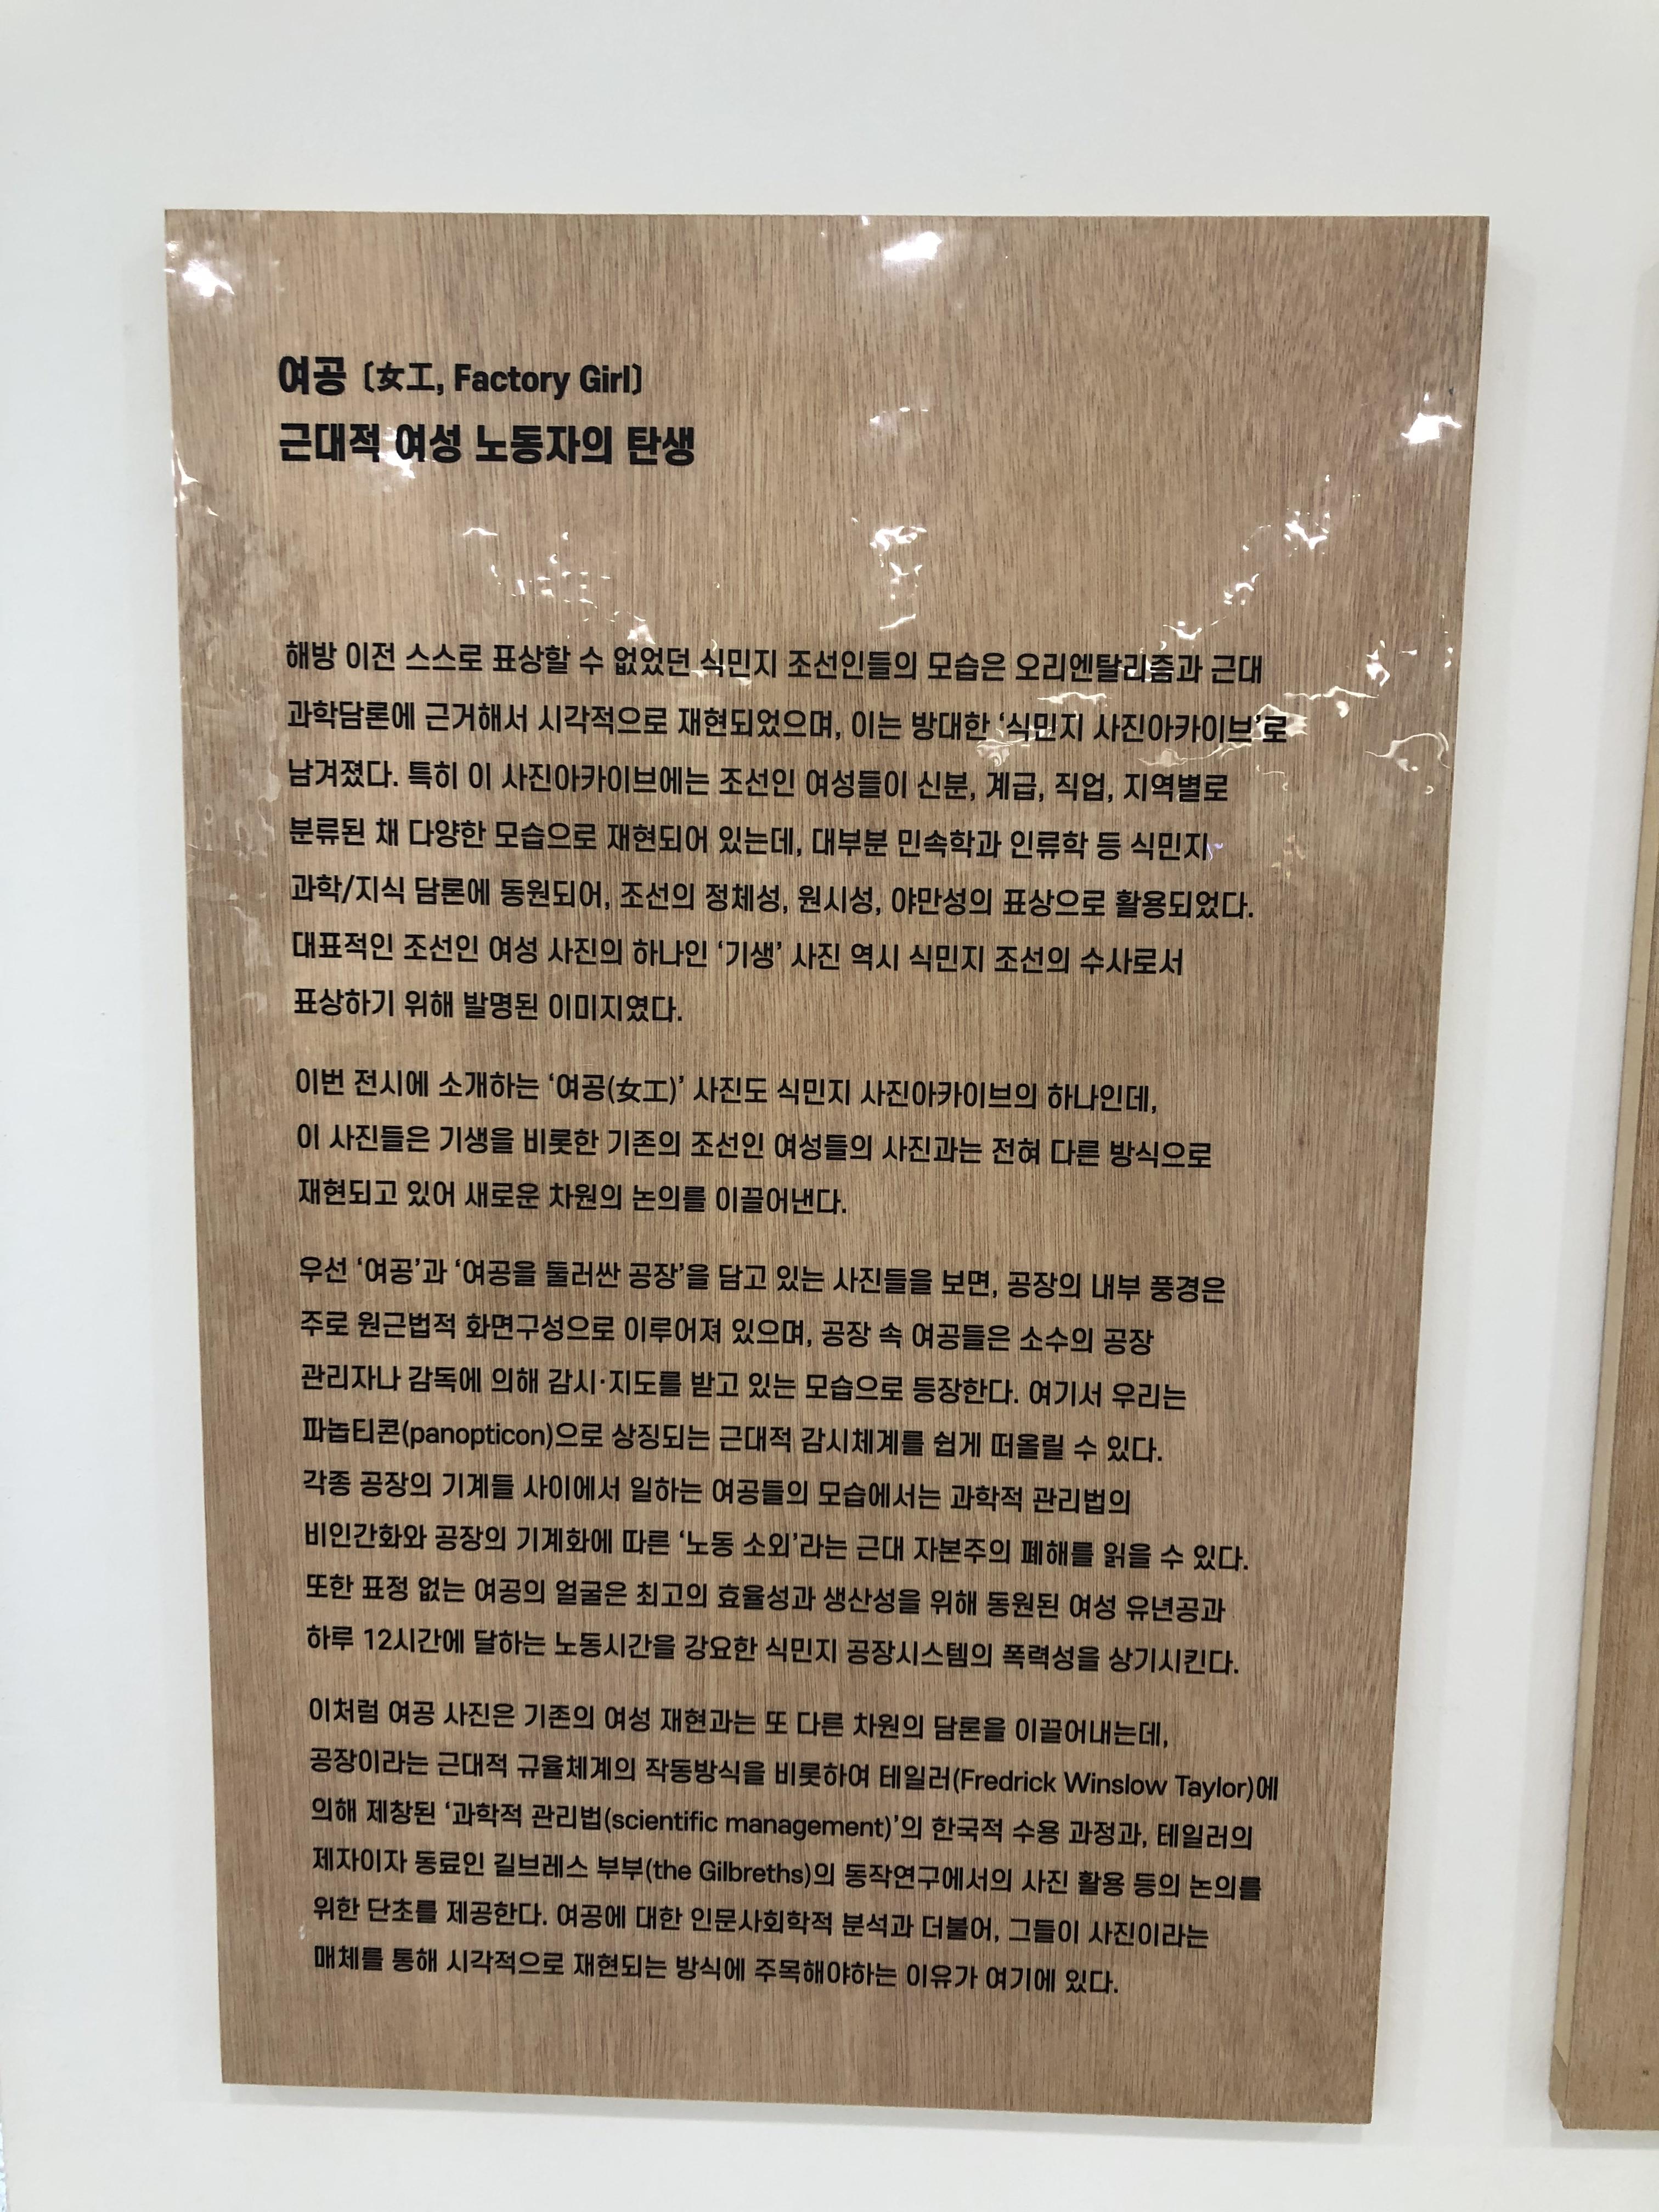 여공 〔女工, Factory Girl〕
근대적 여성 노동자의 탄생
해방 이전 스스로 표상할 수 없었던 식민지 조선인들의 모습은 오리엔탈리즘과 근대
과학담론에 근거해서 시각적으로 재현되었으며, 이는 방대한 ‘식민지 사진아카이브’로
남겨졌다. 특히 이 사진아카이브에는 조선인 여성들이 신분, 계급, 직업, 지역별로
분류된 채 다양한 모습으로 재현되어 있는데, 대부분 민속학과 인류학 등 식민지
과학/지식 담론에 동원되어, 조선의 정체성, 원시성, 야만성의 표상으로 활용되었다.
대표적인 조선인 여성 사진의 하나인 ‘기생’ 사진 역시 식민지 조선의 수사로서
표상하기 위해 발명된 이미지였다.
이번 전시에 소개하는 ‘여공(女工)’ 사진도 식민지 사진아카이브의 하나인데,
이 사진들은 기생을 비롯한 기존의 조선인 여성들의 사진과는 전혀 다른 방식으로
재현되고 있어 새로운 차원의 논의를 이끌어낸다.
우선 ‘여공’과 ‘여공을 둘러싼 공장’을 담고 있는 사진들을 보면, 공장의 내부 풍경은
주로 원근법적 화면구성으로 이루어져 있으며, 공장 속 여공들은 소수의 공장
관리자나 감독에 의해 감시·지도를 받고 있는 모습으로 등장한다. 여기서 우리는
파놉티콘(panopticon)으로 상징되는 근대적 감시체계를 쉽게 떠올릴 수 있다.
각종 공장의 기계들 사이에서 일하는 여공들의 모습에서는 과학적 관리법의
비인간화와 공장의 기계화에 따른 ‘노동 소외’라는 근대 자본주의 폐해를 읽을 수 있다.
또한 표정 없는 여공의 얼굴은 최고의 효율성과 생산성을 위해 동원된 여성 유년공과
하루 12시간에 달하는 노동시간을 강요한 식민지 공장시스템의 폭력성을 상기시킨다.
이처럼 여공 사진은 기존의 여성 재현과는 또 다른 차원의 담론을 이끌어내는데,
공장이라는 근대적 규율체계의 작동방식을 비롯하여 테일러(Fredrick Winslow Taylor)에
의해 제창된 ‘과학적 관리법(scientific management)’의 한국적 수용 과정과, 테일러의
제자이자 동료인 길브레스 부부(the Gilbreths)의 동작연구에서의 사진 활용 등의 논의를
위한 단초를 제공한다. 여공에 대한 인문사회학적 분석과 더불어, 그들이 사진이라는
매체를 통해 시각적으로 재현되는 방식에 주목해야하는 이유가 여기에 있다.